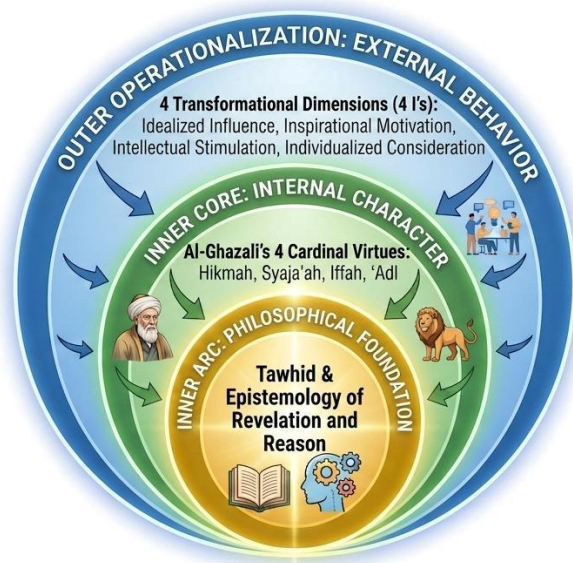 OUTER OPERATIONALIZATION: EXTERNAL BEHAVIOR
4 Transformational Dimensions (4 I's):
Idealized Influence, Inspirational Motivation,
Intellectual Stimulation, Individualized Consideration
INNER CORE: INTERNAL CHARACTER
Al-Ghazali's 4 Cardinal Virtues:
Hikmah, Syaja'ah, Iffah, ‘Adl
INNER ARC: PHILOSOPHICAL FOUNDATION
Tawhid &
Epistemology of
Revelation and
Reason